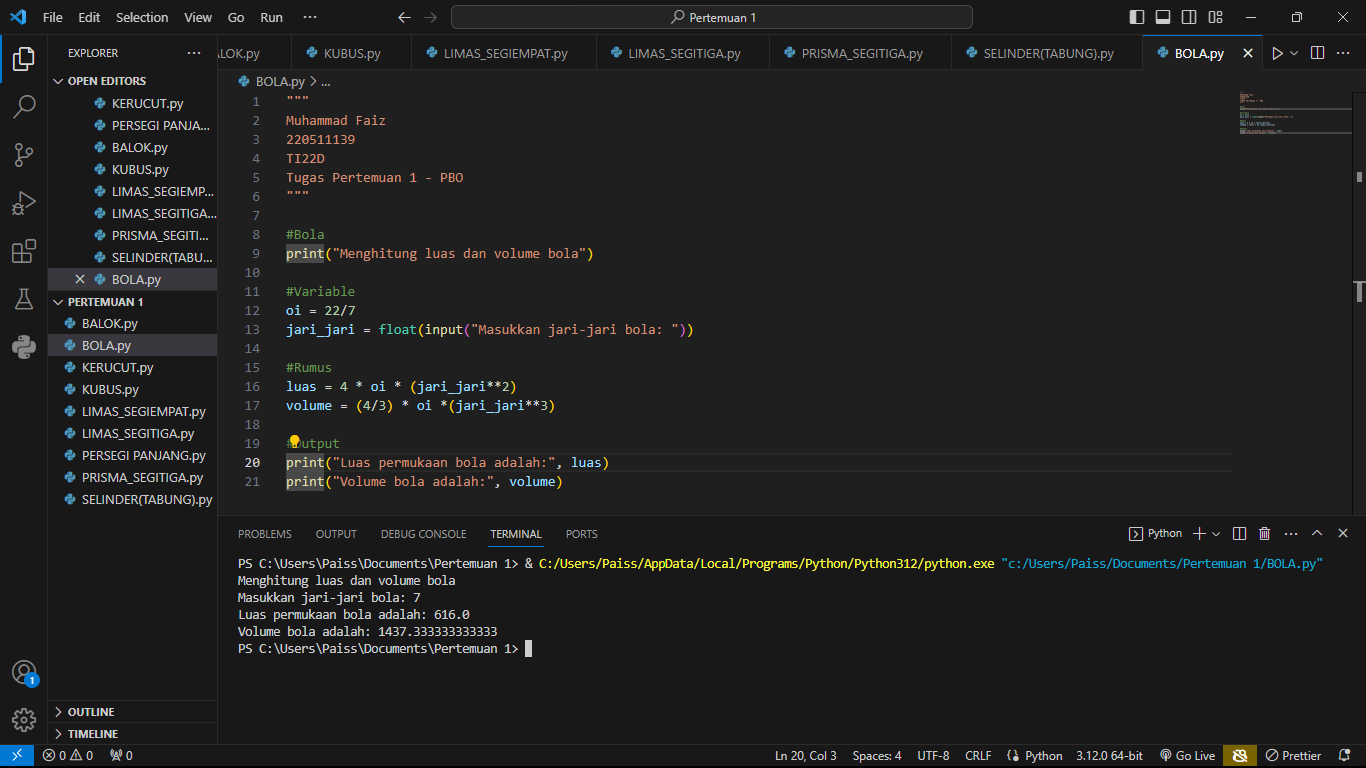 File Edit Selection View Go Run ···
Pertemuan 1
EXPLORER ···
ALOK.py KUBUS.py LIMAS_SEGIEMPAT.py LIMAS_SEGITIGA.py PRISMA_SEGITIGA.py SELINDER(TABUNG).py BOLA.py
OPEN EDITORS
KERUCUT.py
PERSEGI PANJA...
BALOK.py
KUBUS.py
LIMAS_SEGIEMP...
LIMAS_SEGITIGA...
PRISMA_SEGITI...
SELINDER(TABU...
BOLA.py
PERTEMUAN 1
BALOK.py
BOLA.py
KERUCUT.py
KUBUS.py
LIMAS_SEGIEMPAT.py
LIMAS_SEGITIGA.py
PERSEGI PANJANG.py
PRISMA_SEGITIGA.py
SELINDER(TABUNG).py
OUTLINE
TIMELINE
BOLA.py > ...
1 """
2 Muhammad Faiz
3 220511139
4 TI22D
5 Tugas Pertemuan 1 - PBO
6 """
7
8 #Bola
9 print("Menghitung luas dan volume bola")
10
11 #Variable
12 oi = 22/7
13 jari_jari = float(input("Masukkan jari-jari bola: "))
14
15 #Rumus
16 luas = 4 * oi * (jari_jari**2)
17 volume = (4/3) * oi *(jari_jari**3)
18
19 #Output
20 print("Luas permukaan bola adalah:", luas)
21 print("Volume bola adalah:", volume)
PROBLEMS OUTPUT DEBUG CONSOLE TERMINAL PORTS
Python
PS C:\Users\Paiss\Documents\Pertemuan 1> & C:/Users/Paiss/AppData/Local/Programs/Python/Python312/python.exe "c:/Users/Paiss/Documents/Pertemuan 1/BOLA.py"
Menghitung luas dan volume bola
Masukkan jari-jari bola: 7
Luas permukaan bola adalah: 616.0
Volume bola adalah: 1437.333333333333
PS C:\Users\Paiss\Documents\Pertemuan 1>
1
0 0 0 Ln 20, Col 3 Spaces: 4 UTF-8 CRLF Python 3.12.0 64-bit Go Live Prettier